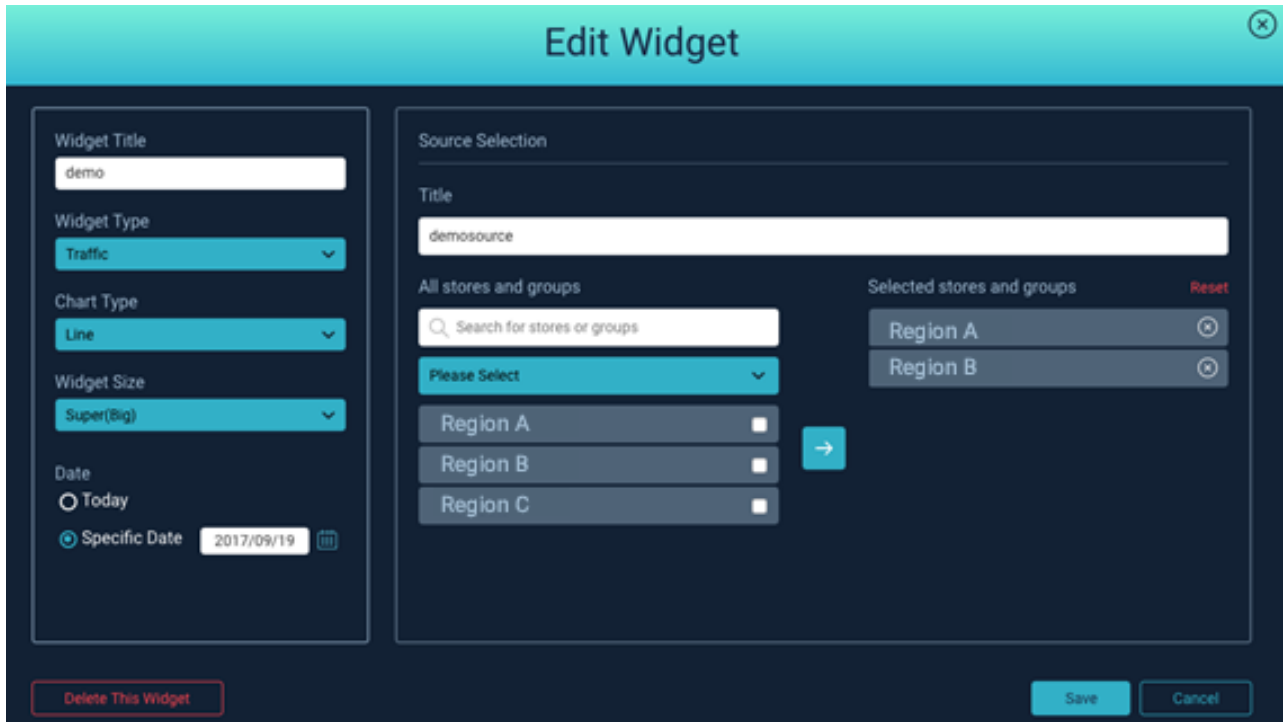 Edit Widget
Widget Title
demo
Widget Type
Traffic
Chart Type
Line
Widget Size
Super(Big)
Date
Today
Specific Date 2017/09/19
Source Selection
Title
demosource
All stores and groups
Search for stores or groups
Please Select
Region A
Region B
Region C
Selected stores and groups Reset
Region A
Region B
Delete This Widget
Save Cancel